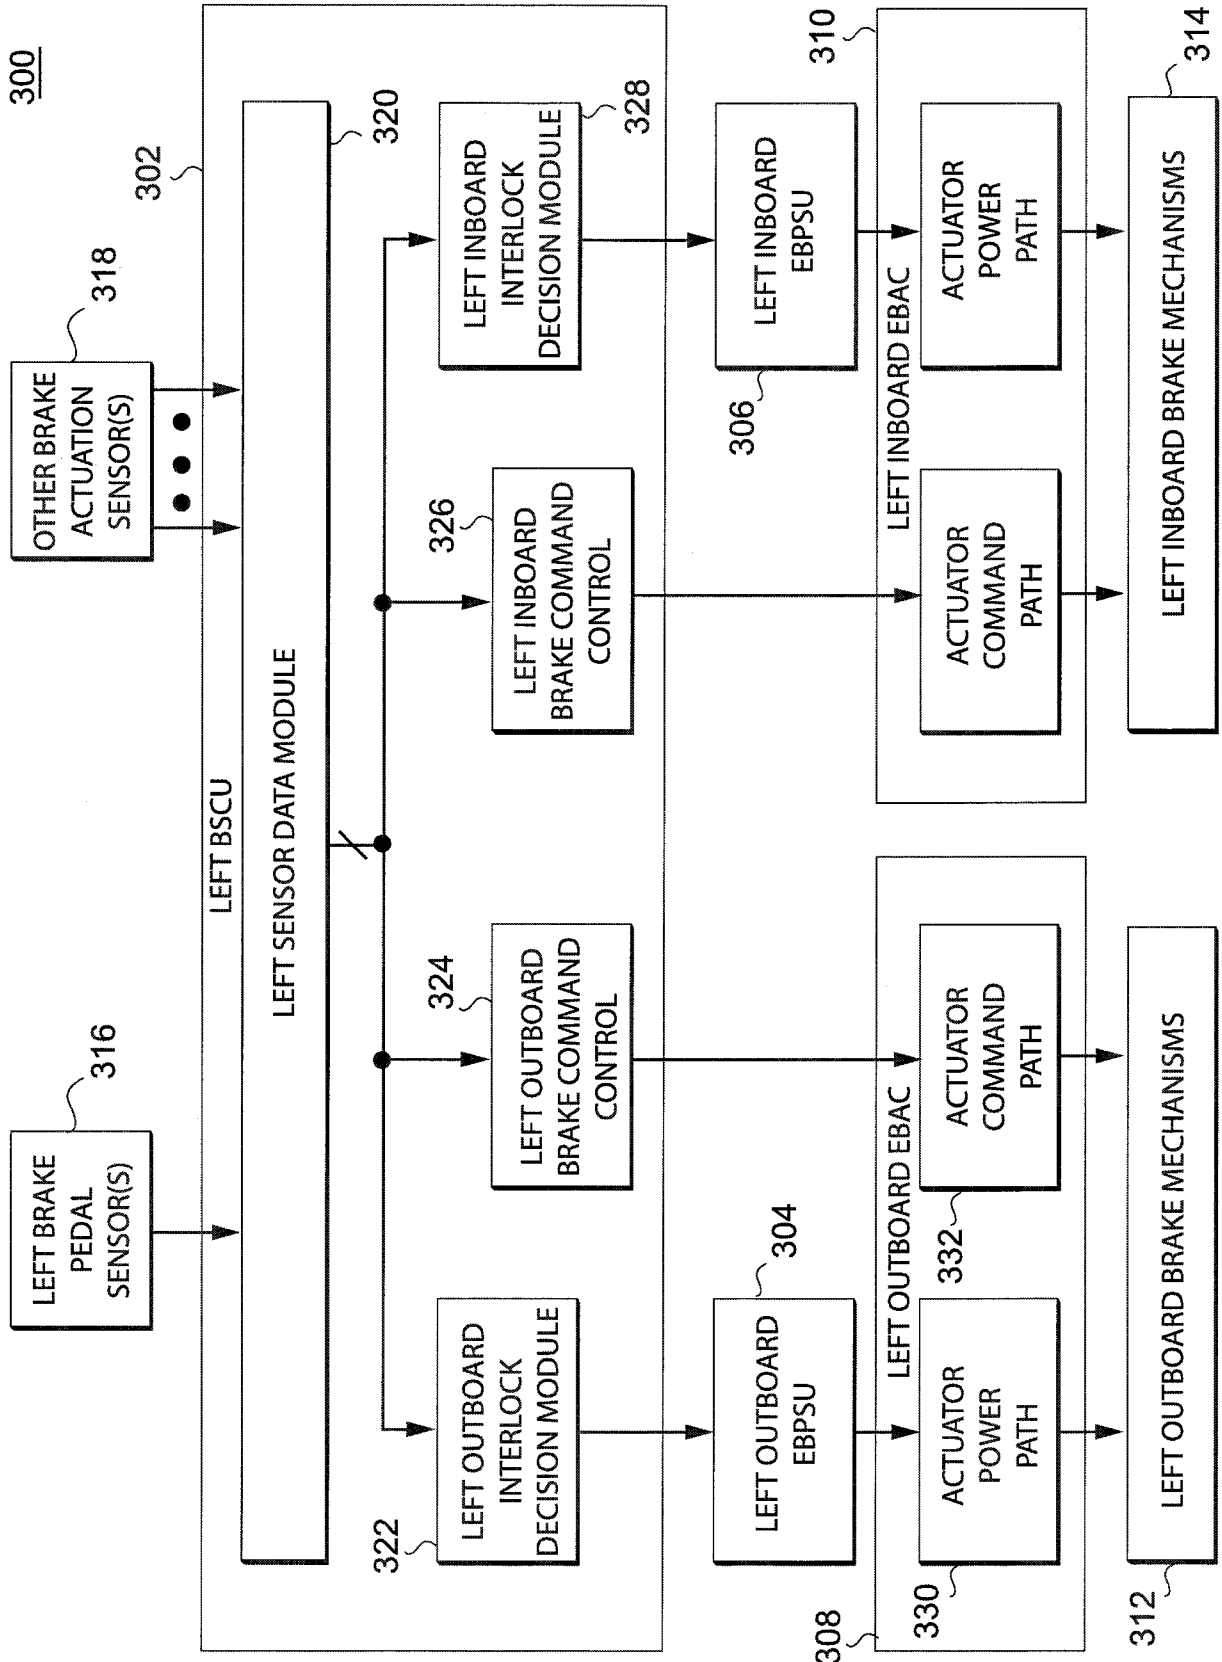 300
LEFT BRAKE
PEDAL
SENSOR(S)
316
OTHER BRAKE
ACTUATION
SENSOR(S)
318
302
LEFT BSCU
LEFT SENSOR DATA MODULE
320
322
LEFT OUTBOARD
INTERLOCK
DECISION MODULE
324
LEFT OUTBOARD
BRAKE COMMAND
CONTROL
326
LEFT INBOARD
BRAKE COMMAND
CONTROL
LEFT INBOARD
INTERLOCK
DECISION MODULE
328
LEFT OUTBOARD
EBPSU
304
306
LEFT INBOARD
EBPSU
308
LEFT OUTBOARD EBAC
ACTUATOR
POWER
PATH
330
ACTUATOR
COMMAND
PATH
332
310
LEFT INBOARD EBAC
ACTUATOR
COMMAND
PATH
ACTUATOR
POWER
PATH
312
LEFT OUTBOARD BRAKE MECHANISMS
LEFT INBOARD BRAKE MECHANISMS
314